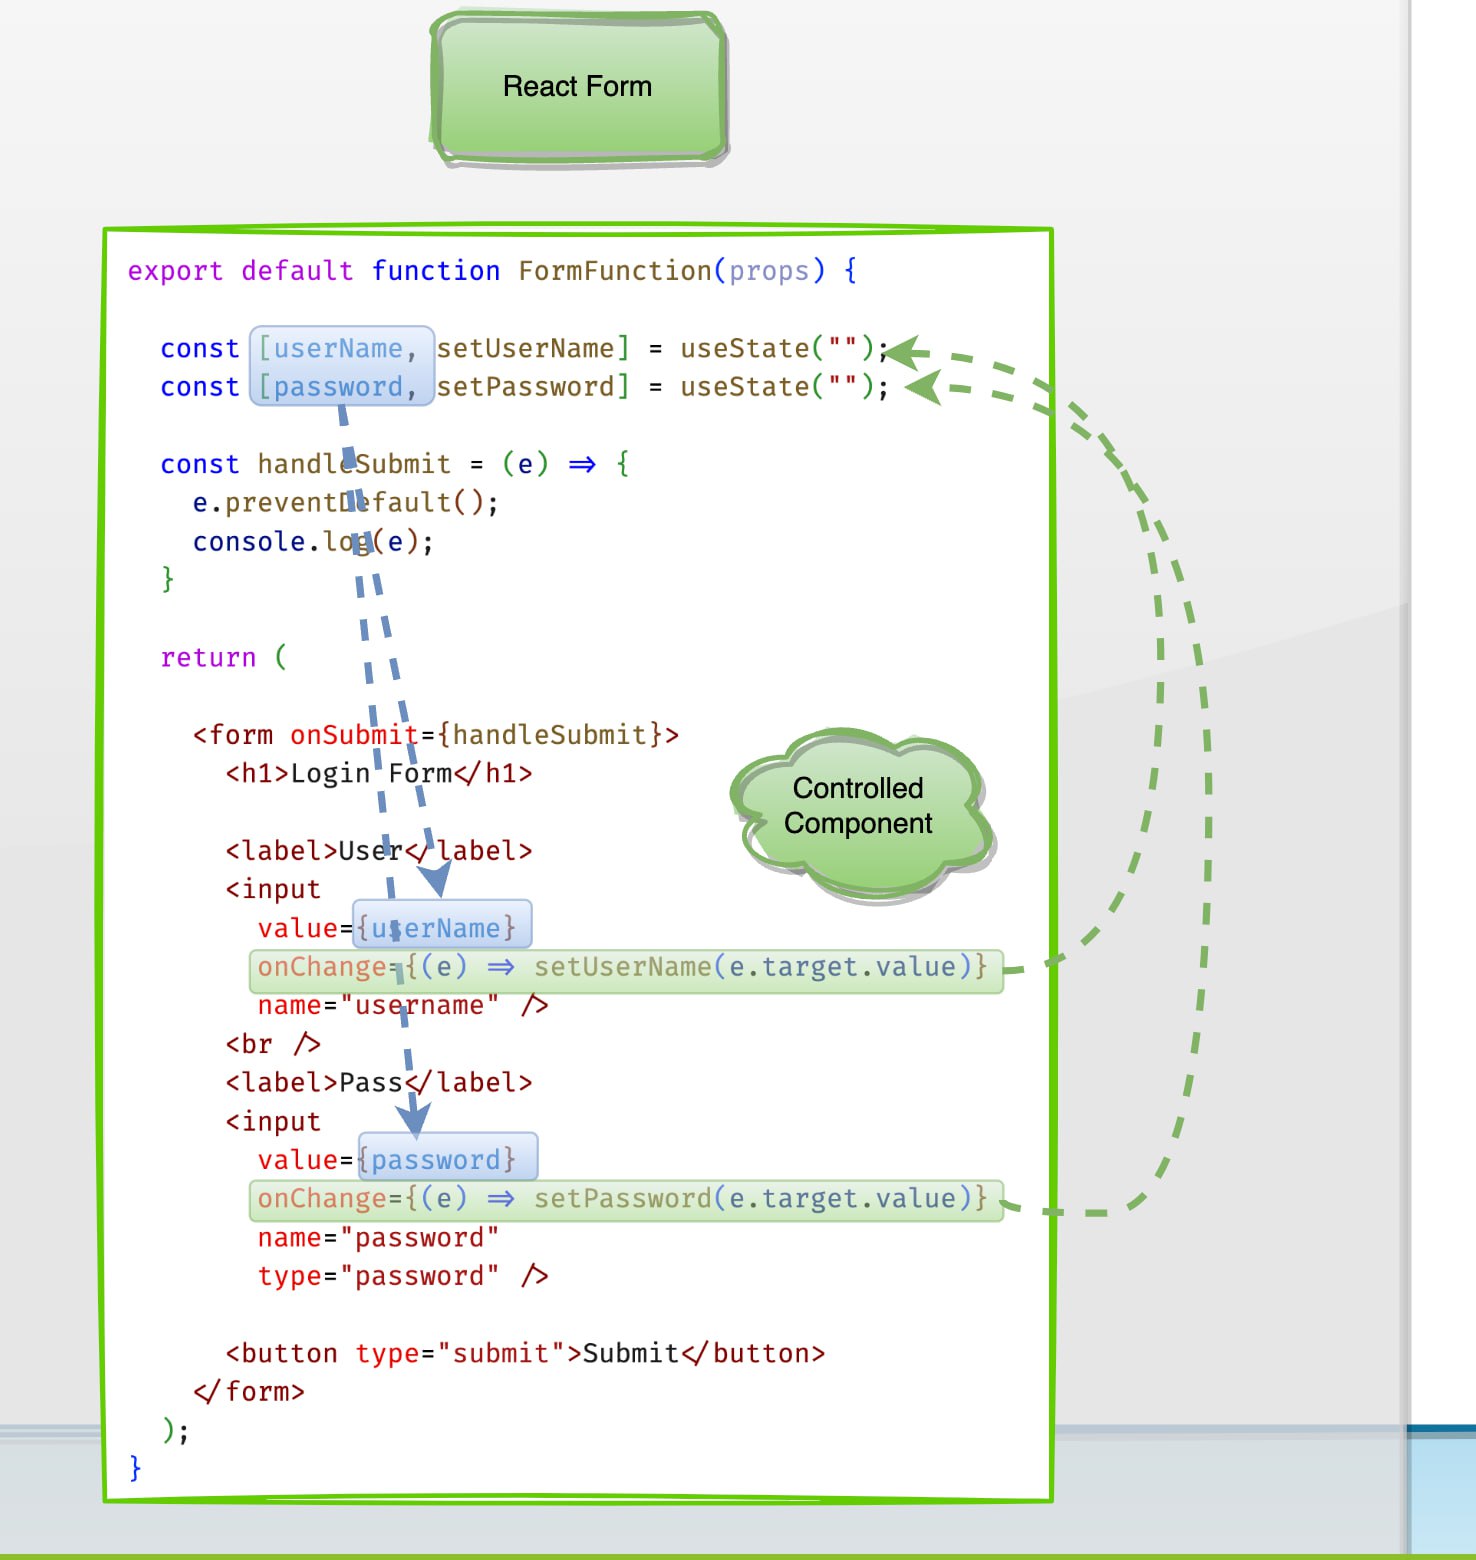 React Form
export default function FormFunction(props) {
const [userName, setUserName] = useState("");
const [password, setPassword] = useState("");
const handleSubmit = (e) => {
e.preventDefault();
console.log(e);
}
return (
<form onSubmit={handleSubmit}>
<h1>Login Form</h1>
Controlled
Component
<label>User</label>
<input
value={userName}
onChange={(e) => setUserName(e.target.value)}
name="username" />
<br />
<label>Pass</label>
<input
value={password}
onChange={(e) => setPassword(e.target.value)}
name="password"
type="password" />
<button type="submit">Submit</button>
</form>
);
}